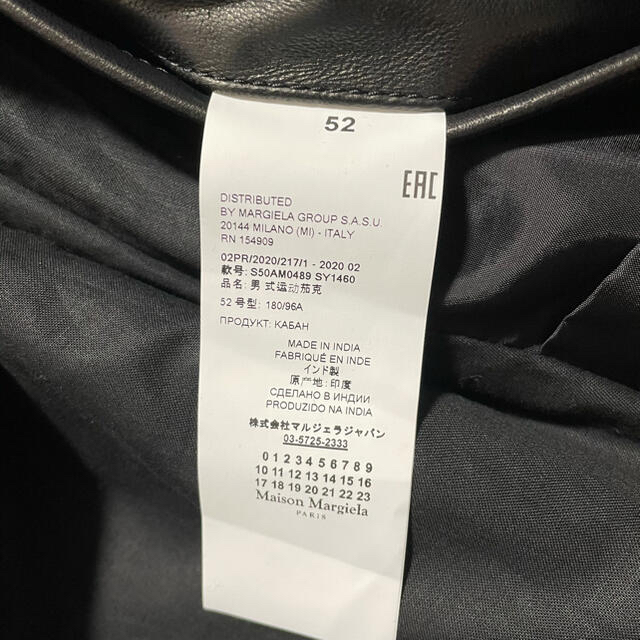 52
EAC
DISTRIBUTED
BY MARGIELA GROUP S.A.S.U.
20144 MILANO (MI) - ITALY
RN 154909
02PR/2020/217/1 - 2020 02
款号: S50AM0489 SY1460
品名: 男 式运动茄克
52 号型: 180/96A
ПРОДУКТ: КАБАН
MADE IN INDIA
FABRIQUÉ EN INDE
インド製
原产地: 印度
СДЕЛАНО В ИНДИИ
PRODUZIDO NA INDIA
株式会社マルジェラジャパン
03-5725-2333
0 1 2 3 4 5 6 7 8 9
10 11 12 13 14 15 16
17 18 19 20 21 22 23
Maison Margiela
PARIS